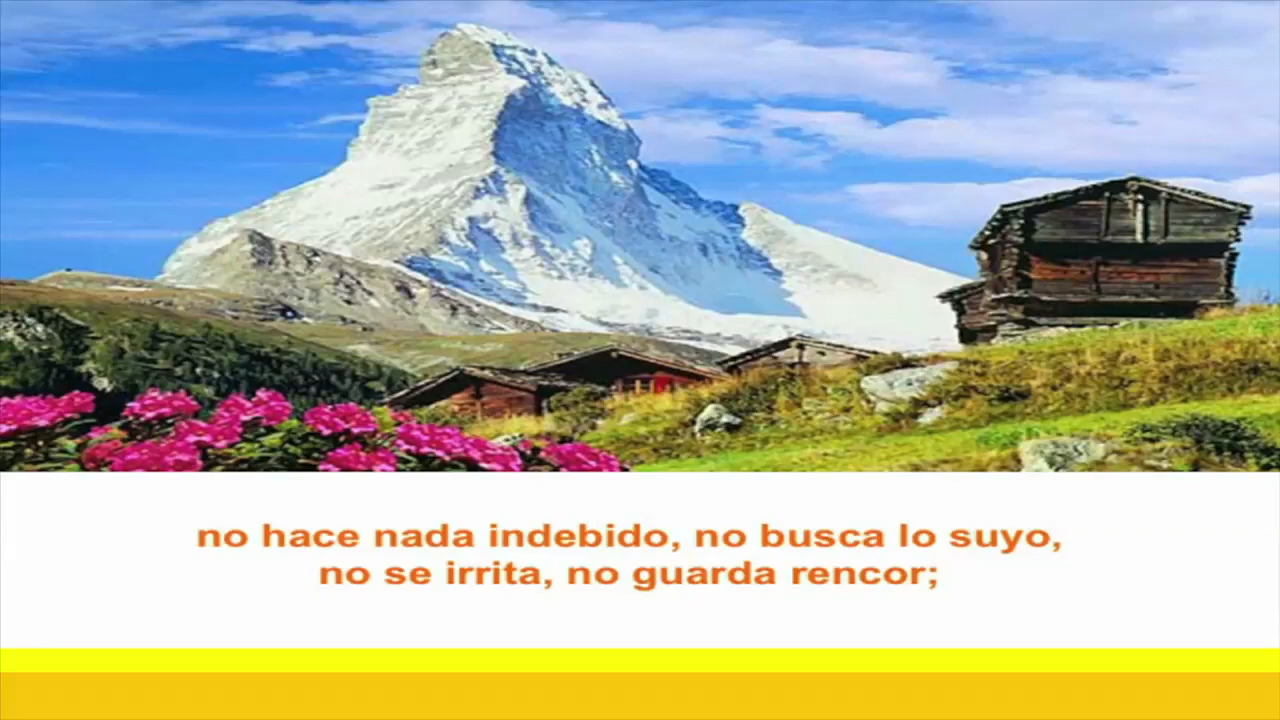 no hace nada indebido, no busca lo suyo,
no se irrita, no guarda rencor;